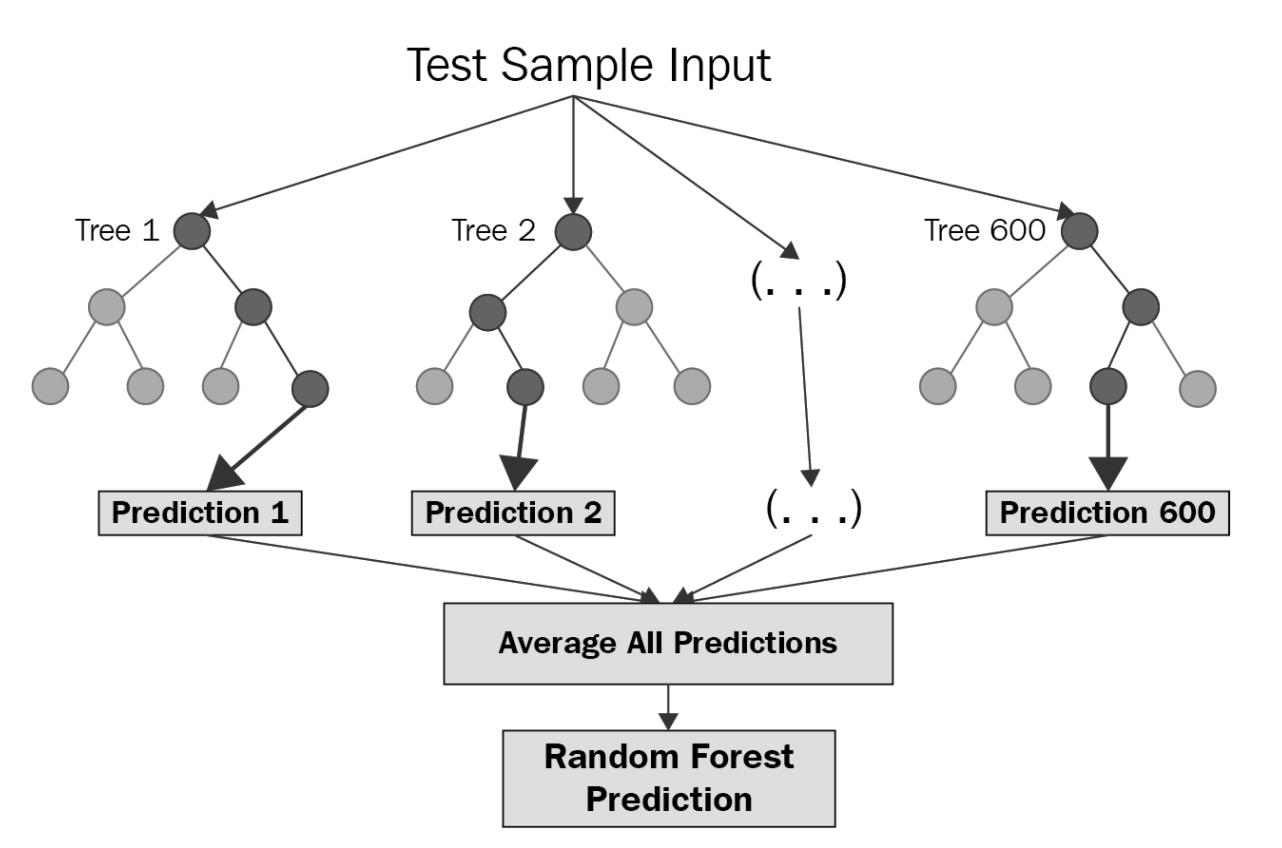 Test Sample Input
Tree 1
Tree 2
(. . .)
Tree 600
Prediction 1
Prediction 2
(. . .)
Prediction 600
Average All Predictions
Random Forest
Prediction